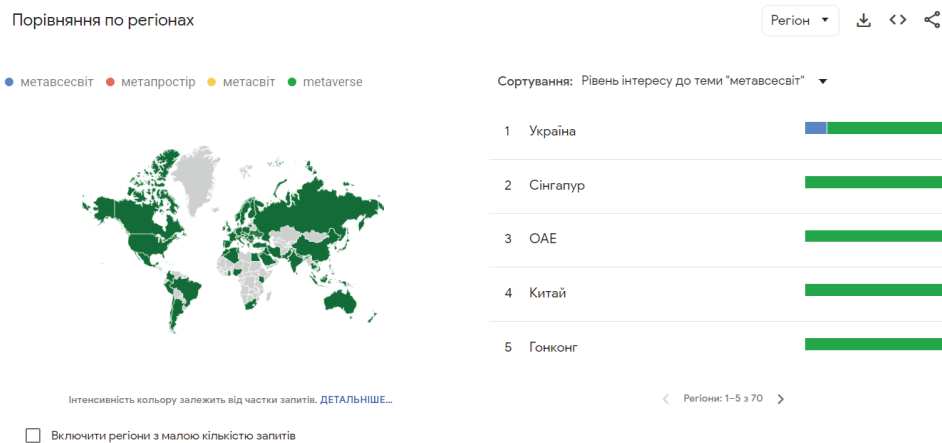 Порівняння по регіонах
Регіон
метавсесвіт метапростір метасвіт metaverse
Сортування: Рівень інтересу до теми "метавсесвіт"
1 Україна
2 Сінгапур
3 ОАЕ
4 Китай
5 Гонконг
Інтенсивність кольору залежить від частки запитів. ДЕТАЛЬНІШЕ...
Регіони: 1–5 з 70
Включити регіони з малою кількістю запитів